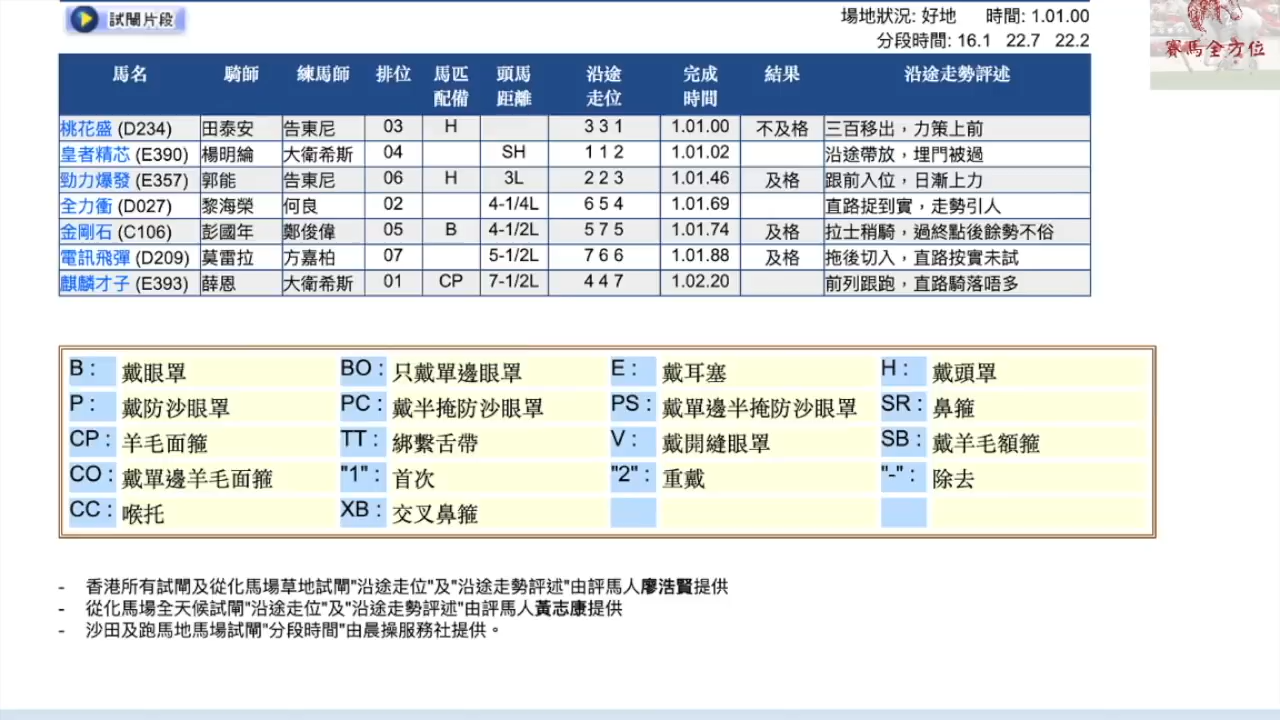 試閘片段
場地狀況: 好地 時間: 1.01.00
分段時間: 16.1 22.7 22.2
賽馬全方位
馬名 騎師 練馬師 排位 馬匹配備 頭馬距離 沿途走位 完成時間 結果 沿途走勢評述
桃花盛 (D234) 田泰安 告東尼 03 H 3 3 1 1.01.00 不及格 三百移出，力策上前
皇者精芯 (E390) 楊明綸 大衛希斯 04 SH 1 1 2 1.01.02 沿途帶放，埋門被過
勁力爆發 (E357) 郭能 告東尼 06 H 3L 2 2 3 1.01.46 及格 跟前入位，日漸上力
全力衝 (D027) 黎海榮 何良 02 4-1/4L 6 5 4 1.01.69 直路捉到實，走勢引人
金剛石 (C106) 彭國年 鄭俊偉 05 B 4-1/2L 5 7 5 1.01.74 及格 拉士稍騎，過終點後餘勢不俗
電訊飛彈 (D209) 莫雷拉 方嘉柏 07 5-1/2L 7 6 6 1.01.88 及格 拖後切入，直路按實未試
麒麟才子 (E393) 薛恩 大衛希斯 01 CP 7-1/2L 4 4 7 1.02.20 前列跟跑，直路騎落唔多
B : 戴眼罩 BO : 只戴單邊眼罩 E : 戴耳塞 H : 戴頭罩
P : 戴防沙眼罩 PC : 戴半掩防沙眼罩 PS : 戴單邊半掩防沙眼罩 SR : 鼻箍
CP : 羊毛面箍 TT : 綁繫舌帶 V : 戴開縫眼罩 SB : 戴羊毛額箍
CO : 戴單邊羊毛面箍 "1" : 首次 "2" : 重戴 "-" : 除去
CC : 喉托 XB : 交叉鼻箍
- 香港所有試閘及從化馬場草地試閘"沿途走位"及"沿途走勢評述"由評馬人廖浩賢提供
- 從化馬場全天候試閘"沿途走位"及"沿途走勢評述"由評馬人黃志康提供
- 沙田及跑馬地馬場試閘"分段時間"由晨操服務社提供。